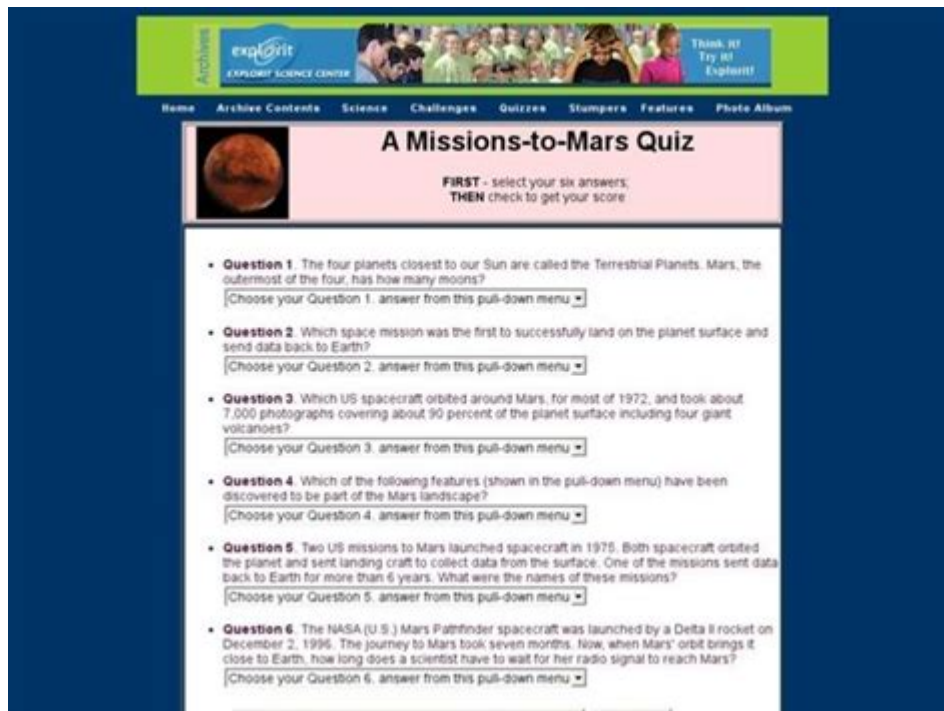 Archives
explorit
EXPLORIT SCIENCE CENTER
Think It!
Try It!
Explorit!
Home Archive Contents Science Challenges Quizzes Stumpers Features Photo Album
A Missions-to-Mars Quiz
FIRST - select your six answers;
THEN check to get your score
• Question 1. The four planets closest to our Sun are called the Terrestrial Planets. Mars, the
outermost of the four, has how many moons?
Choose your Question 1. answer from this pull-down menu
• Question 2. Which space mission was the first to successfully land on the planet surface and
send data back to Earth?
Choose your Question 2. answer from this pull-down menu
• Question 3. Which US spacecraft orbited around Mars, for most of 1972, and took about
7,000 photographs covering about 90 percent of the planet surface including four giant
volcanoes?
Choose your Question 3. answer from this pull-down menu
• Question 4. Which of the following features (shown in the pull-down menu) have been
discovered to be part of the Mars landscape?
Choose your Question 4. answer from this pull-down menu
• Question 5. Two US missions to Mars launched spacecraft in 1975. Both spacecraft orbited
the planet and sent landing craft to collect data from the surface. One of the missions sent data
back to Earth for more than 6 years. What were the names of these missions?
Choose your Question 5. answer from this pull-down menu
• Question 6. The NASA (U.S.) Mars Pathfinder spacecraft was launched by a Delta II rocket on
December 2, 1996. The journey to Mars took seven months. Now, when Mars' orbit brings it
close to Earth, how long does a scientist have to wait for her radio signal to reach Mars?
Choose your Question 6. answer from this pull-down menu